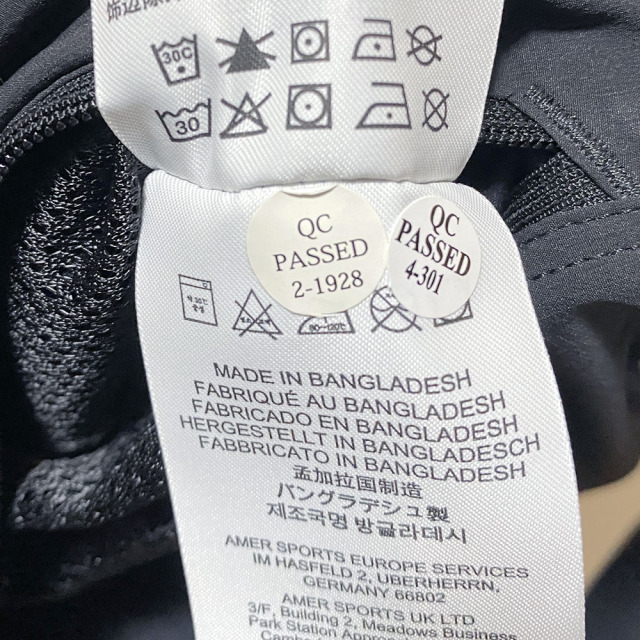 30C
30
QC
PASSED
2-1928
QC
PASSED
4-301
80~120℃
MADE IN BANGLADESH
FABRIQUÉ AU BANGLADESH
FABRICADO EN BANGLADESH
HERGESTELLT IN BANGLADESCH
FABBRICATO IN BANGLADESH
孟加拉国制造
バングラデシュ製
제조국명 방글라데시
AMER SPORTS EUROPE SERVICES
IM HASFELD 2, UBERHERRN,
GERMANY 66802
AMER SPORTS UK LTD
3/F, Building 2, Meadows Business
Park Station Approach